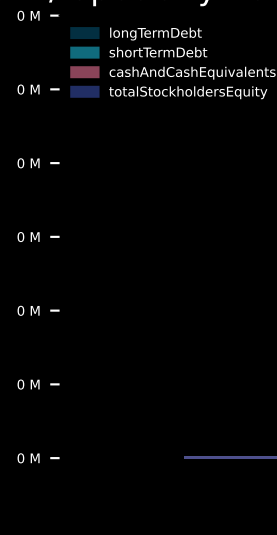 0 M
longTermDebt
shortTermDebt
cashAndCashEquivalents
0 M
totalStockholdersEquity
0 M
0 M
0 M
0 M
0 M